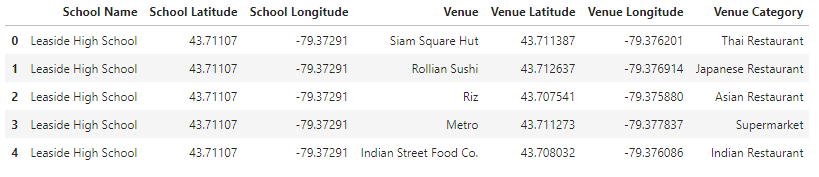 School Name School Latitude School Longitude Venue Venue Latitude Venue Longitude Venue Category
0 Leaside High School 43.71107 -79.37291 Siam Square Hut 43.711387 -79.376201 Thai Restaurant
1 Leaside High School 43.71107 -79.37291 Rollian Sushi 43.712637 -79.376914 Japanese Restaurant
2 Leaside High School 43.71107 -79.37291 Riz 43.707541 -79.375880 Asian Restaurant
3 Leaside High School 43.71107 -79.37291 Metro 43.711273 -79.377837 Supermarket
4 Leaside High School 43.71107 -79.37291 Indian Street Food Co. 43.708032 -79.376086 Indian Restaurant